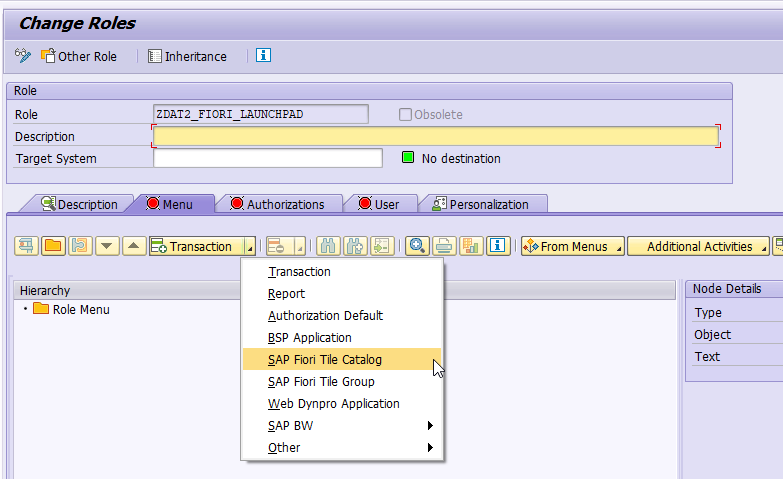 Change Roles
Other Role Inheritance
Role
Role ZDAT2_FIORI_LAUNCHPAD Obsolete
Description
Target System No destination
Description Menu Authorizations User Personalization
Transaction From Menus Additional Activities
Hierarchy
Role Menu
Transaction
Report
Authorization Default
BSP Application
SAP Fiori Tile Catalog
SAP Fiori Tile Group
Web Dynpro Application
SAP BW
Other
Node Details
Type
Object
Text